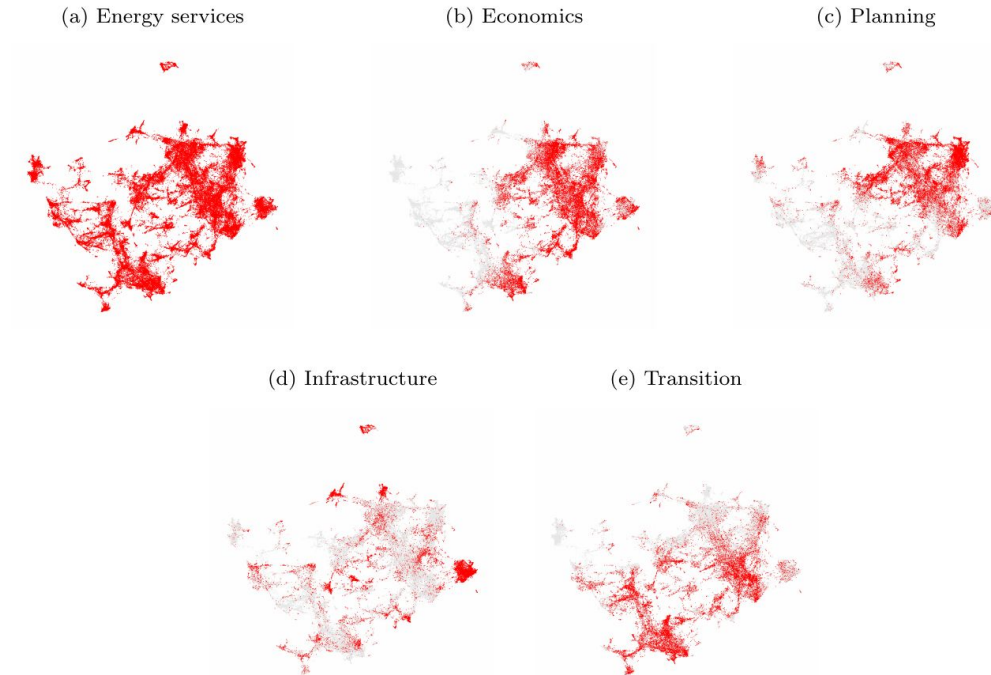 (a) Energy services
(b) Economics
(c) Planning
(d) Infrastructure
(e) Transition